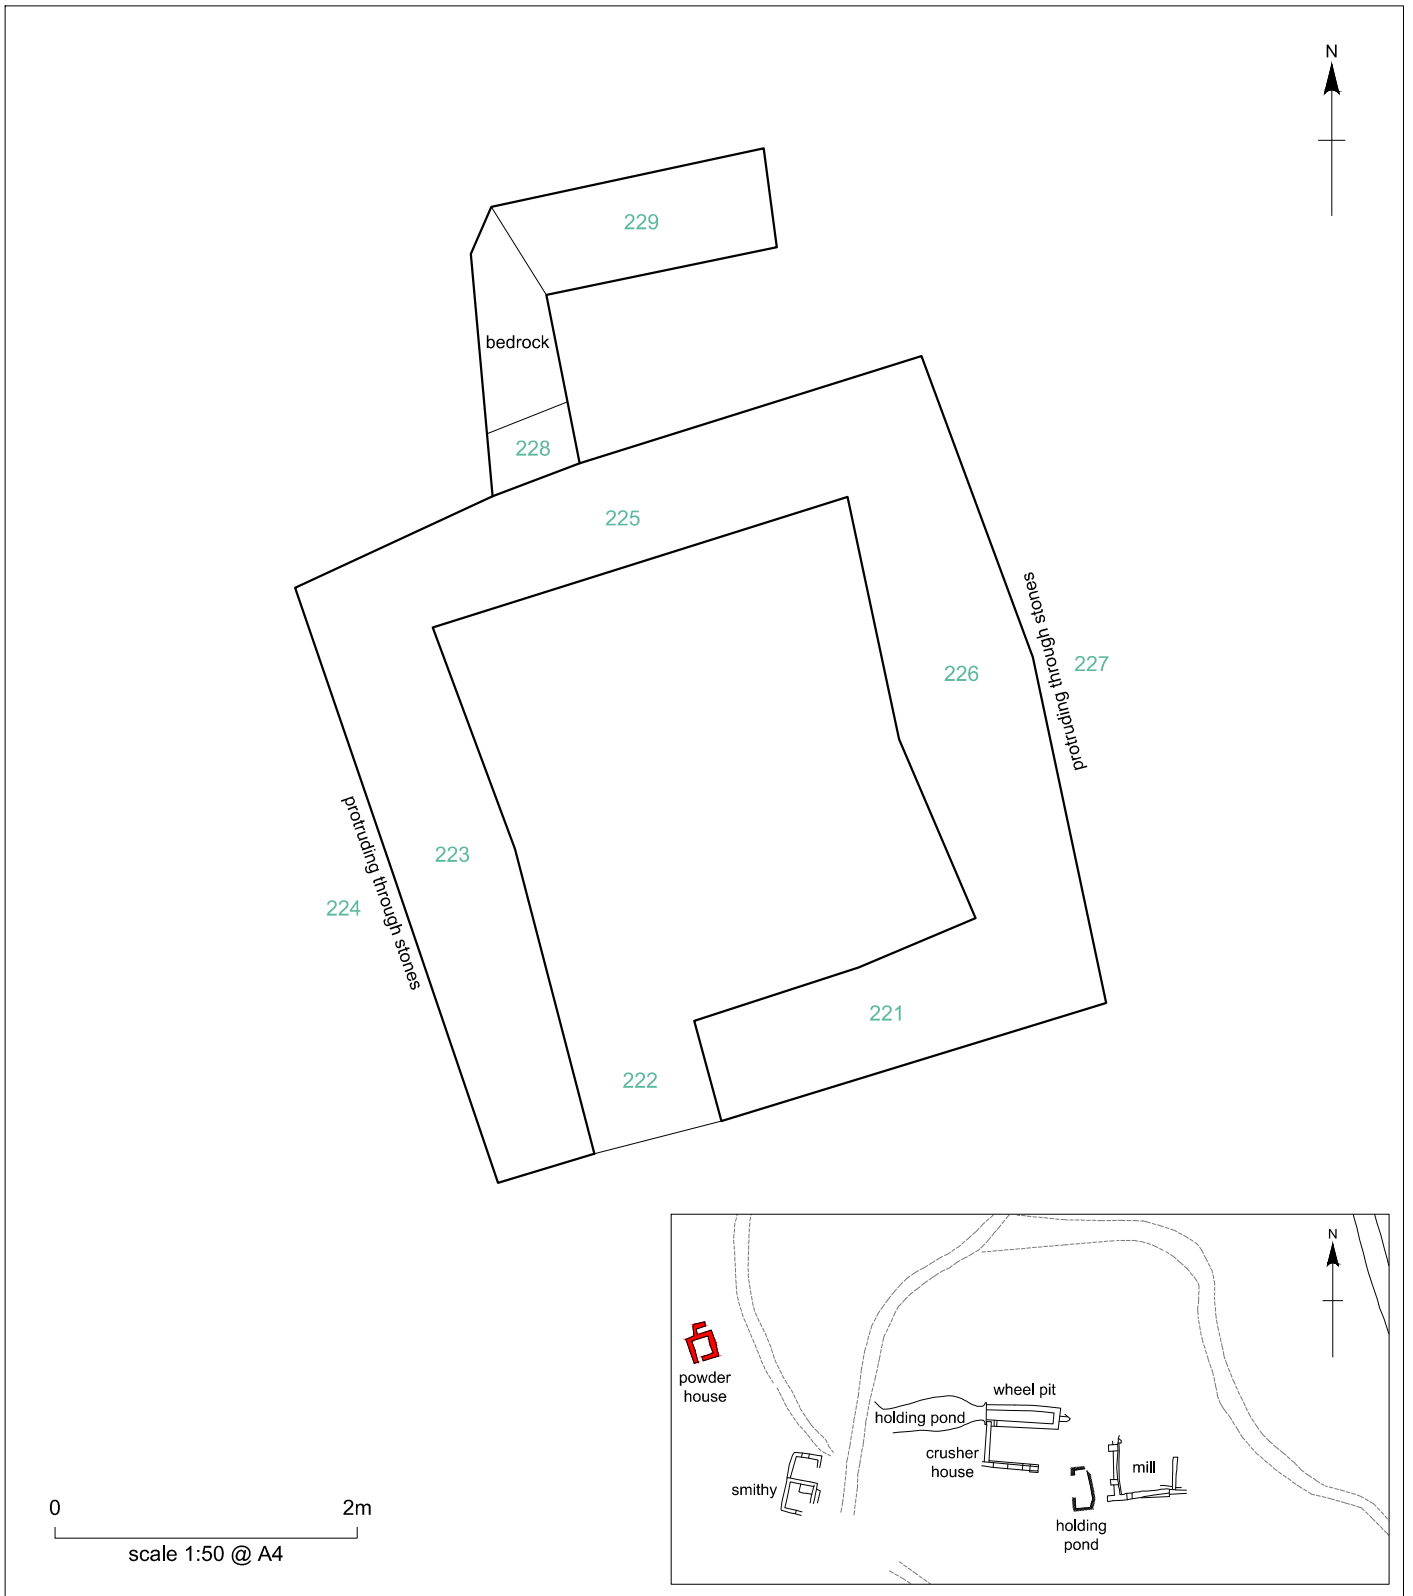 N
229
bedrock
228
225
protruding through stones
226
227
protruding through stones
223
224
221
222
N
powder
house
wheel pit
holding pond
crusher
house
mill
smithy
holding
pond
0 2m
scale 1:50 @ A4